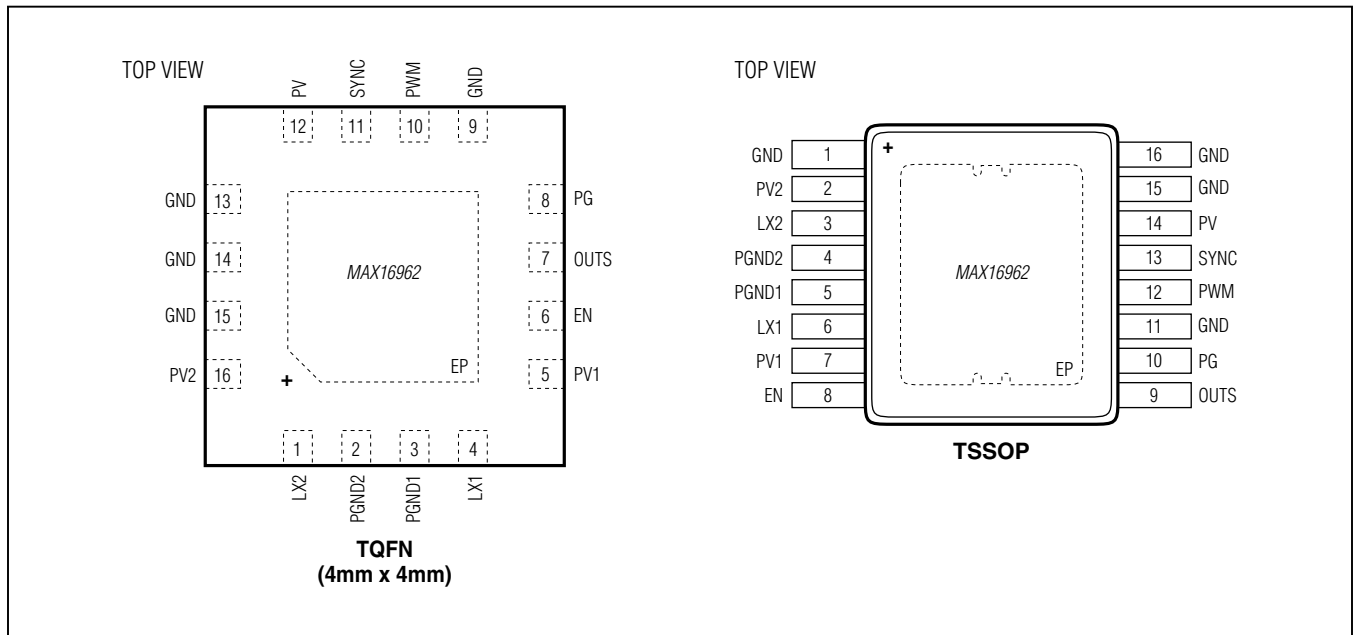 TOP VIEW
PV
SYNC
PWM
GND
12
11
10
9
GND 13
8 PG
GND 14
7 OUTS
GND 15
6 EN
PV2 16
5 PV1
MAX16962
EP
+
1
2
3
4
LX2
PGND2
PGND1
LX1
TQFN
(4mm x 4mm)
TOP VIEW
+
GND 1
16 GND
PV2 2
15 GND
LX2 3
14 PV
PGND2 4
13 SYNC
PGND1 5
12 PWM
LX1 6
11 GND
PV1 7
10 PG
EN 8
9 OUTS
MAX16962
EP
TSSOP